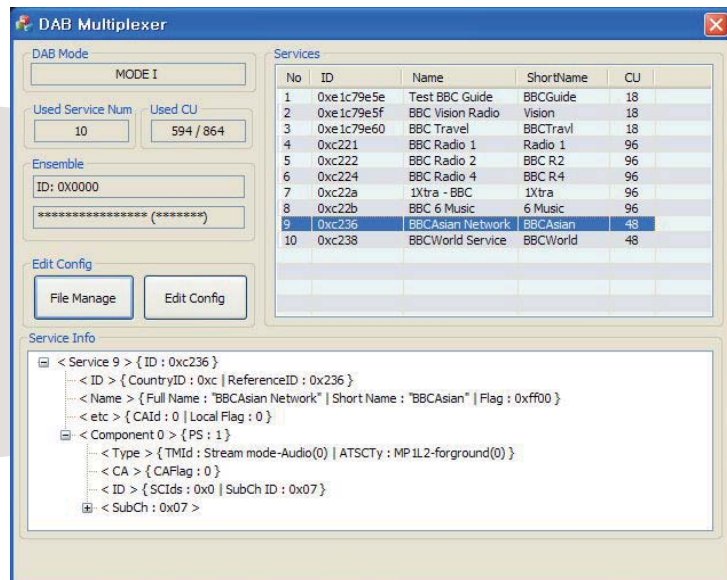 DAB Multiplexer
DAB Mode
MODE I
Used Service Num
Used CU
10
594 / 864
Ensemble
ID: 0X0000
**************** (*******)
Edit Config
File Manage
Edit Config
Services
No ID Name ShortName CU
1 0xe1c79e5e Test BBC Guide BBCGuide 18
2 0xe1c79e5f BBC Vision Radio Vision 18
3 0xe1c79e60 BBC Travel BBCTravl 18
4 0xc221 BBC Radio 1 Radio 1 96
5 0xc222 BBC Radio 2 BBC R2 96
6 0xc224 BBC Radio 4 BBC R4 96
7 0xc22a 1Xtra - BBC 1Xtra 96
8 0xc22b BBC 6 Music 6 Music 96
9 0xc236 BBCAsian Network BBCAsian 48
10 0xc238 BBCWorld Service BBCWorld 48
Service Info
< Service 9 > { ID : 0xc236 }
< ID > { CountryID : 0xc | ReferenceID : 0x236 }
< Name > { Full Name : "BBCAsian Network" | Short Name : "BBCAsian" | Flag : 0xff00 }
< etc > { CAId : 0 | Local Flag : 0 }
< Component 0 > { PS : 1 }
< Type > { TMId : Stream mode-Audio(0) | ATSCTy : MP1L2-forground(0) }
< CA > { CAFlag : 0 }
< ID > { SCIds : 0x0 | SubCh ID : 0x07 }
< SubCh : 0x07 >